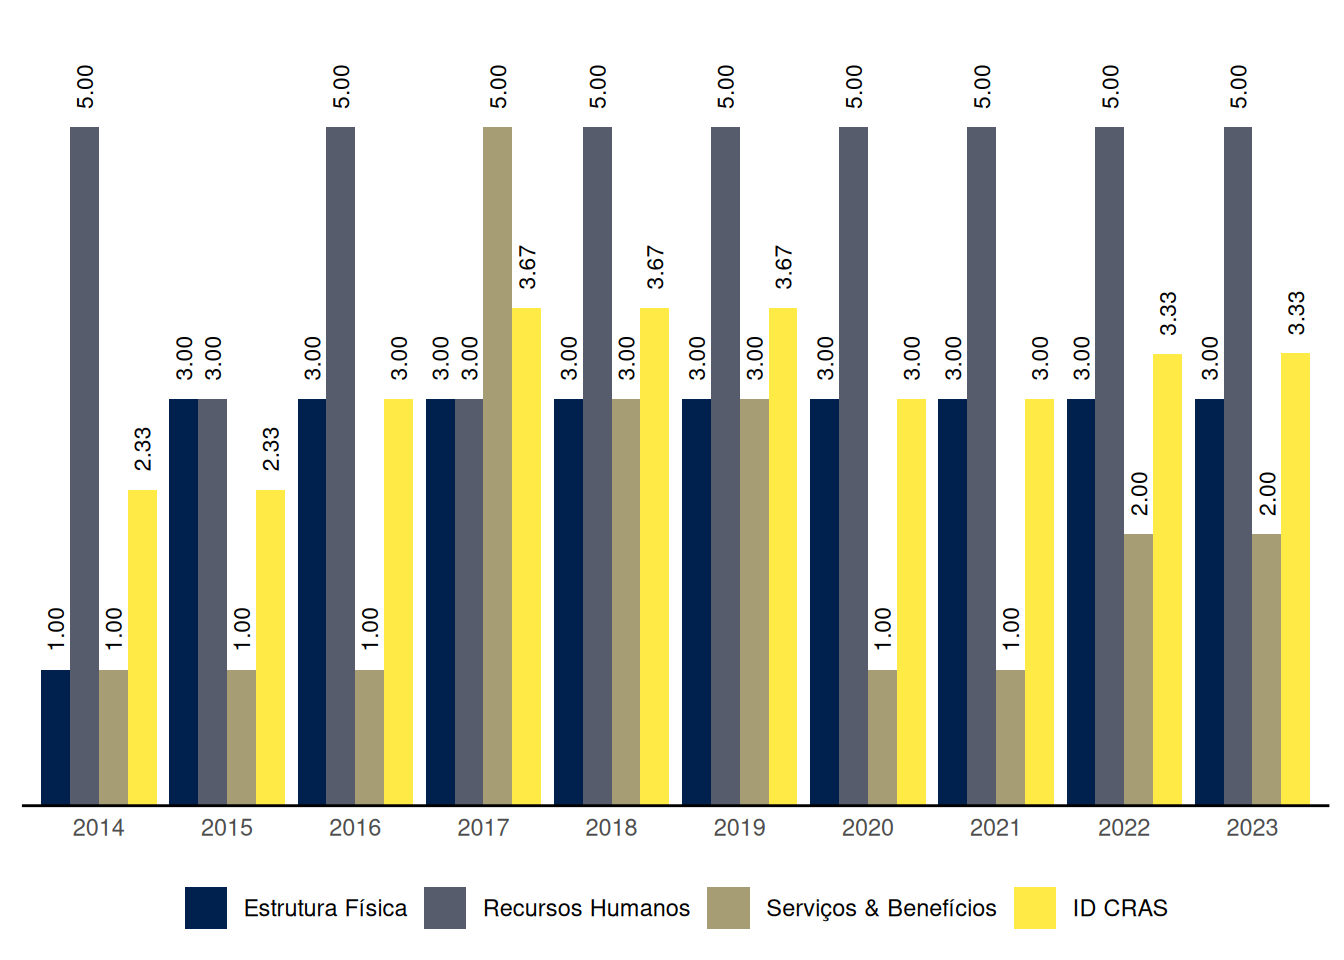 5.00 5.00 5.00 5.00 5.00 5.00 5.00 5.00 5.00
3.67 3.67 3.67
3.33 3.33
3.00 3.00 3.00 3.00 3.00 3.00 3.00 3.00 3.00 3.00 3.00 3.00 3.00 3.00 3.00 3.00
2.33 2.33
2.00 2.00
1.00 1.00 1.00 1.00 1.00 1.00
2014 2015 2016 2017 2018 2019 2020 2021 2022 2023
Estrutura Física Recursos Humanos Serviços & Benefícios ID CRAS